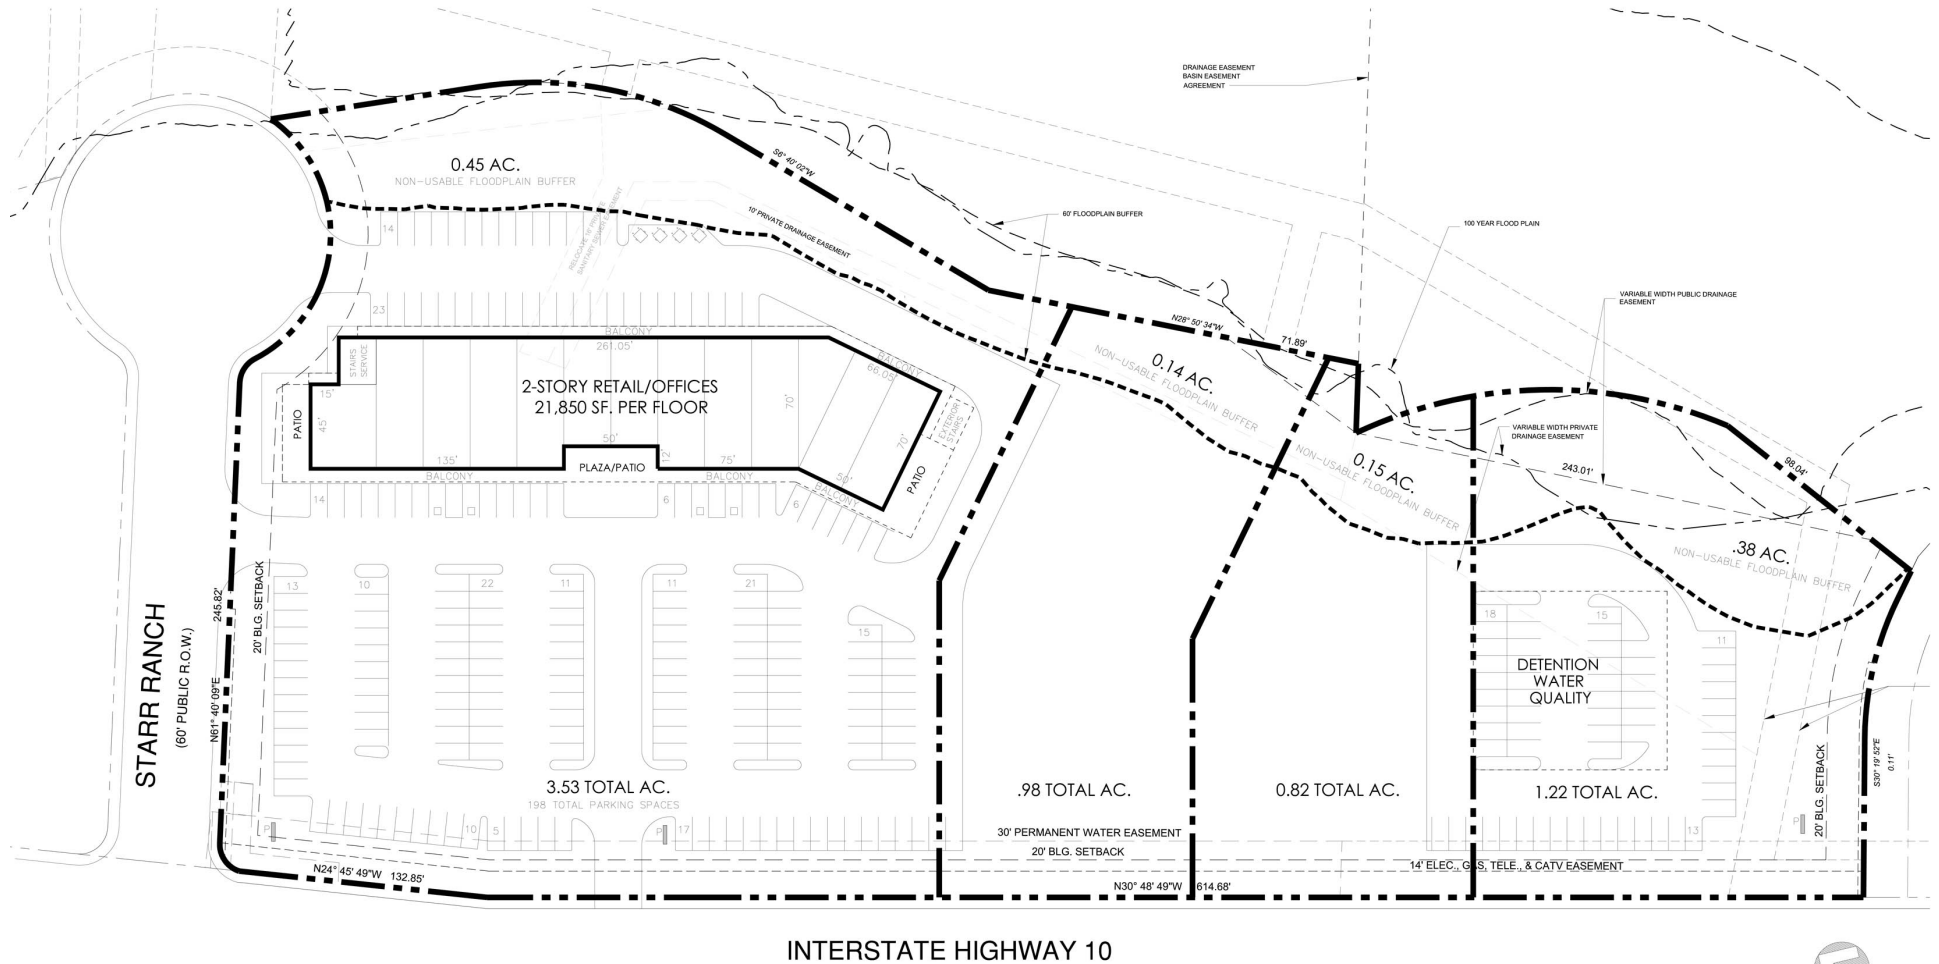 DRAINAGE EASEMENT
BASIN EASEMENT
AGREEMENT
0.45 AC.
NON-USABLE FLOODPLAIN BUFFER
S6° 40' 02"W
RELOCATE 16' PRIVATE
SANITARY SEWER EASEMENT
10' PRIVATE DRAINAGE EASEMENT
60' FLOODPLAIN BUFFER
100 YEAR FLOOD PLAIN
VARIABLE WIDTH PUBLIC DRAINAGE
EASEMENT
14
23
BALCONY
261.05'
STAIRS
SERVICE
2-STORY RETAIL/OFFICES
21,850 SF. PER FLOOR
BALCONY
66.05'
15'
45'
PATIO
70'
70'
EXTERIOR
STAIRS
PATIO
50'
12'
135'
PLAZA/PATIO
75'
50'
BALCONY
BALCONY
BALCONY
14
6
6
N28° 50' 34"W
71.89'
0.14 AC.
NON-USABLE FLOODPLAIN BUFFER
0.15 AC.
NON-USABLE FLOODPLAIN BUFFER
VARIABLE WIDTH PRIVATE
DRAINAGE EASEMENT
243.01'
98.04'
.38 AC.
NON-USABLE FLOODPLAIN BUFFER
STARR RANCH
(60' PUBLIC R.O.W.)
N61° 40' 09"E
245.82'
20' BLG. SETBACK
13
10
22
11
11
21
15
18
15
11
DETENTION
WATER
QUALITY
3.53 TOTAL AC.
198 TOTAL PARKING SPACES
.98 TOTAL AC.
0.82 TOTAL AC.
1.22 TOTAL AC.
20' BLG. SETBACK
S30° 19' 52"E
0.11'
P
10
5
P
17
13
P
30' PERMANENT WATER EASEMENT
20' BLG. SETBACK
14' ELEC., GAS, TELE., & CATV EASEMENT
N24° 45' 49"W 132.85'
N30° 48' 49"W 614.68'
INTERSTATE HIGHWAY 10